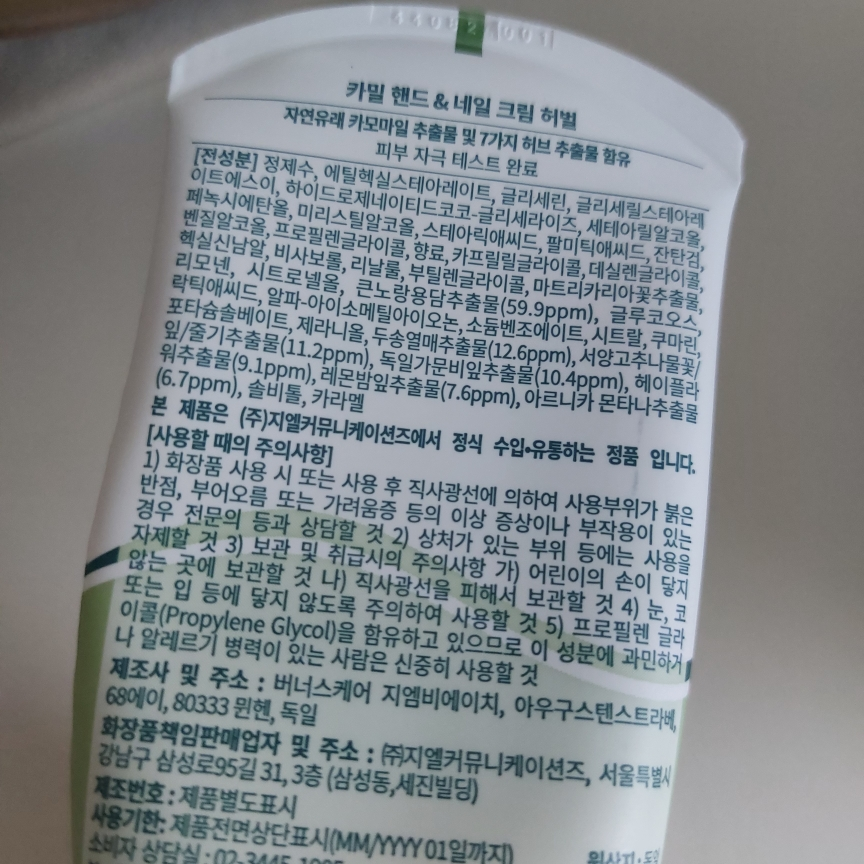 카밀 핸드 & 네일 크림 허벌
자연유래 카모마일 추출물 및 7가지 허브 추출물 함유
피부 자극 테스트 완료
[전성분] 정제수, 에틸헥실스테아레이트, 글리세린, 글리세릴스테아레
이트에스이, 하이드로제네이티드코코-글리세라이즈, 세테아릴알코올,
페녹시에탄올, 미리스틸알코올, 스테아릭애씨드, 팔미틱애씨드, 잔탄검,
벤질알코올, 프로필렌글라이콜, 향료, 카프릴릴글라이콜, 데실렌글라이콜,
헥실신남알, 비사보롤, 리날룰, 부틸렌글라이콜, 마트리카리아꽃추출물,
리모넨, 시트로넬올, 큰노랑용담추출물(59.9ppm), 글루코오스,
락틱애씨드, 알파-아이소메틸아이오논, 소듐벤조에이트, 시트랄, 쿠마린,
포타슘솔베이트, 제라니올, 두송열매추출물(12.6ppm), 서양고추나물꽃/
잎/줄기추출물(11.2ppm), 독일가문비잎추출물(10.4ppm), 헤이플라
워추출물(9.1ppm), 레몬밤잎추출물(7.6ppm), 아르니카 몬타나추출물
(6.7ppm), 솔비톨, 카라멜
본 제품은 (주)지엘커뮤니케이션즈에서 정식 수입•유통하는 정품 입니다.
[사용할 때의 주의사항]
1) 화장품 사용 시 또는 사용 후 직사광선에 의하여 사용부위가 붉은
반점, 부어오름 또는 가려움증 등의 이상 증상이나 부작용이 있는
경우 전문의 등과 상담할 것 2) 상처가 있는 부위 등에는 사용을
자제할 것 3) 보관 및 취급시의 주의사항 가) 어린이의 손이 닿지
않는 곳에 보관할 것 나) 직사광선을 피해서 보관할 것 4) 눈, 코
또는 입 등에 닿지 않도록 주의하여 사용할 것 5) 프로필렌 글라
이콜(Propylene Glycol)을 함유하고 있으므로 이 성분에 과민하거
나 알레르기 병력이 있는 사람은 신중히 사용할 것
제조사 및 주소 : 버너스케어 지엠비에이치, 아우구스텐스트라베,
68에이, 80333 뮌헨, 독일
화장품책임판매업자 및 주소 : ㈜지엘커뮤니케이션즈, 서울특별시
강남구 삼성로95길 31, 3층 (삼성동,세진빌딩)
제조번호 : 제품별도표시
사용기한: 제품전면상단표시(MM/YYYY 01일까지)
소비자 상담실 : 02-3445-
원산지 : 독일